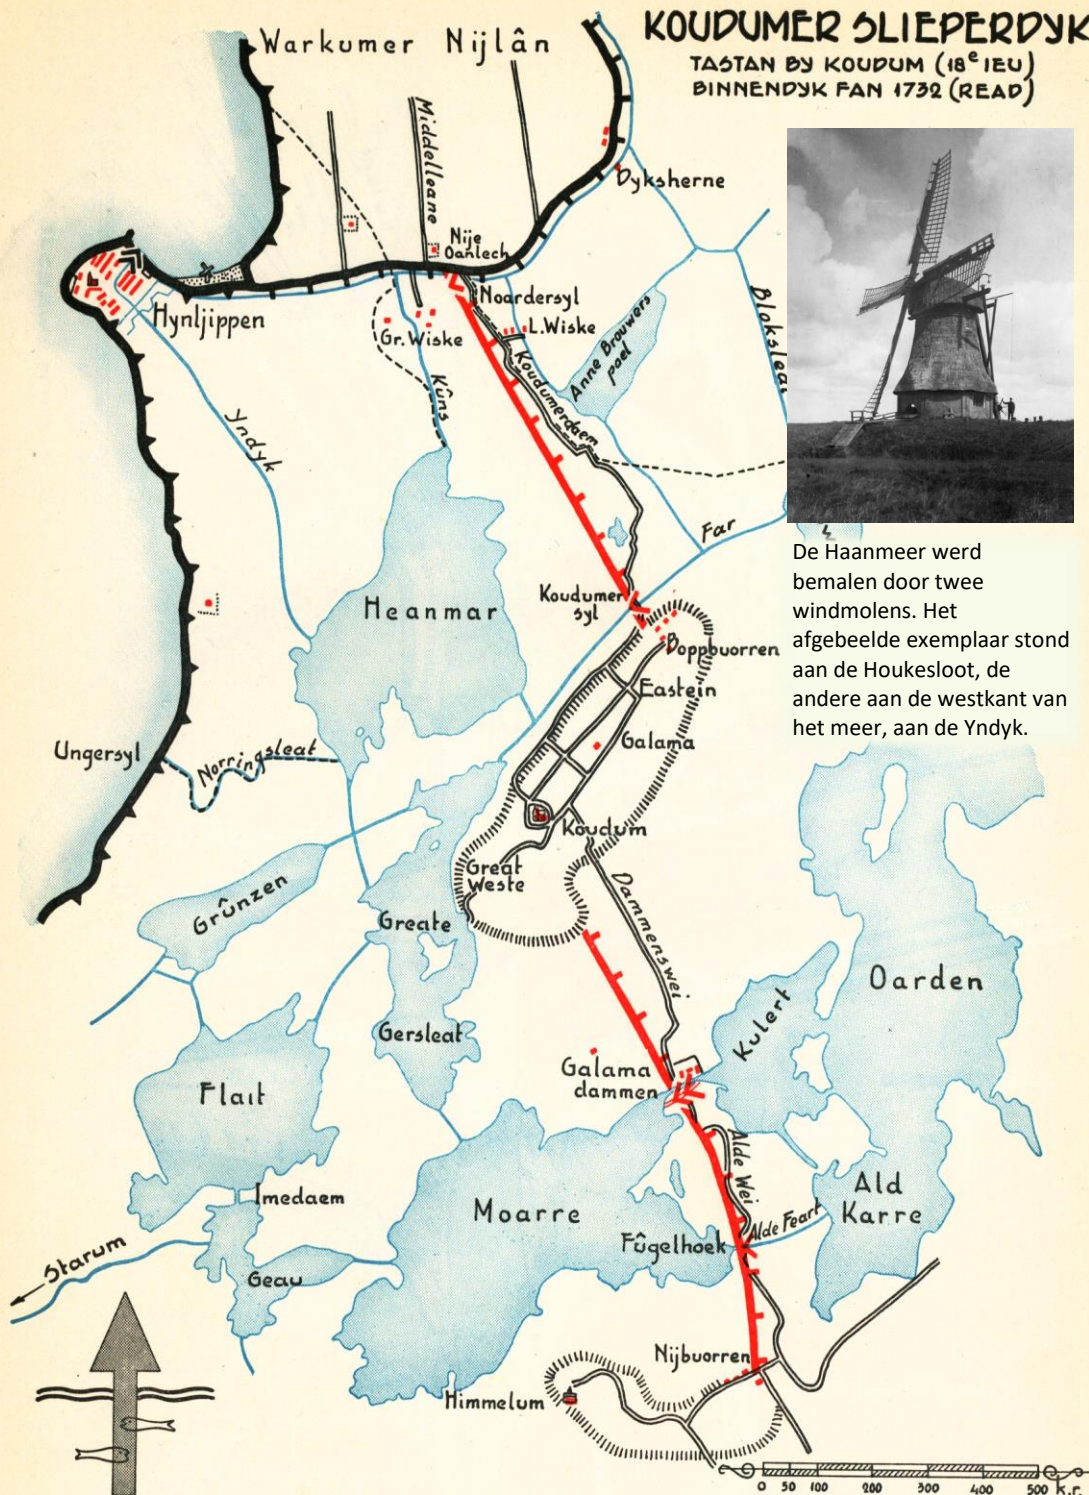 KOUDUMER SLIEPERDYK
TASTAN BY KOUDUM (18e IEU)
BINNENDYK FAN 1732 (READ)
Warkumer Nijlân
Middelleane
Dyksherne
Nije
Oanlech
Hynljippen
Noardersyl
Gr. Wiske
L. Wiske
Anne Brouwers
poel
Bloksleat
Koudumerdaem
Kûns
Yndyk
Far
De Haanmeer werd
bemalen door twee
windmolens. Het
afgebeelde exemplaar stond
aan de Houkesloot, de
andere aan de westkant van
het meer, aan de Yndyk.
Heanmar
Koudumer
syl
Boppbuorren
Eastein
Galama
Ungersyl
Norringsleat
Koudum
Great
Weste
Grûnzen
Greate
Dammenswei
Oarden
Kulert
Gersleat
Galama
dammen
Flait
Alde Wei
Imedaem
Moarre
Ald
Karre
Alde Feart
Fûgelhoek
Starum
Geau
Nijbuorren
Himmelum
0 50 100 200 300 400 500 k.r.